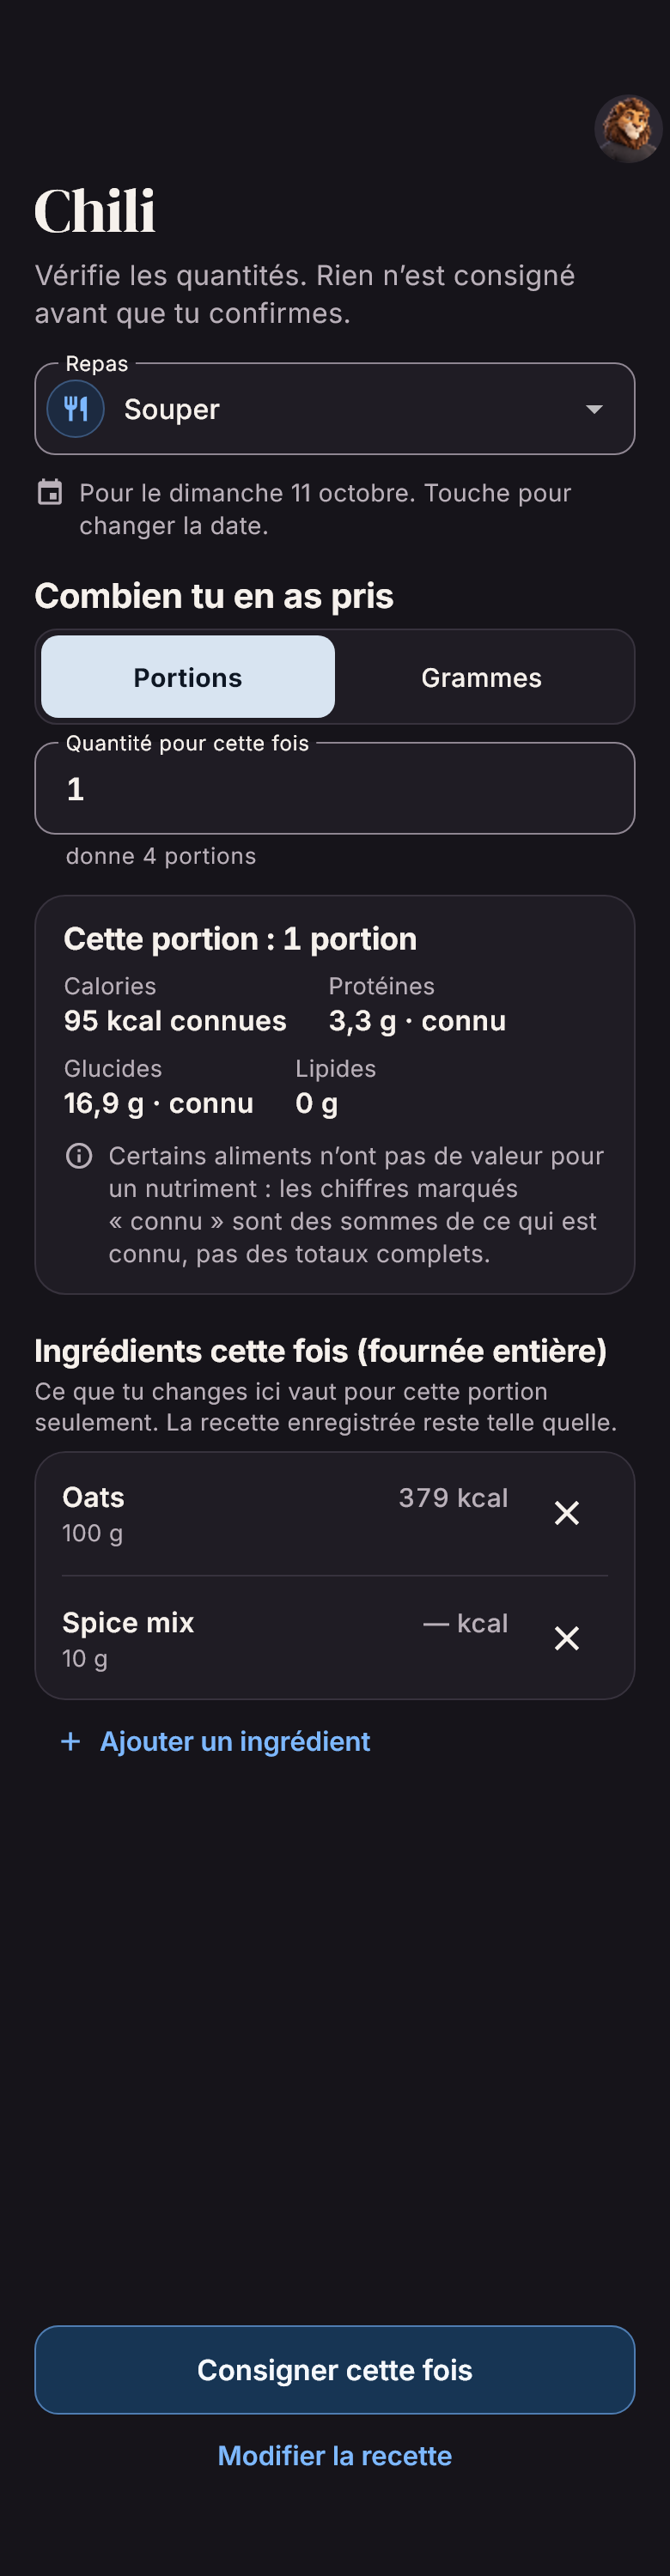 Chili
Vérifie les quantités. Rien n’est consigné
avant que tu confirmes.
Repas
Souper
Pour le dimanche 11 octobre. Touche pour
changer la date.
Combien tu en as pris
Portions
Grammes
Quantité pour cette fois
1
donne 4 portions
Cette portion : 1 portion
Calories
Protéines
95 kcal connues
3,3 g · connu
Glucides
Lipides
16,9 g · connu
0 g
Certains aliments n’ont pas de valeur pour
un nutriment : les chiffres marqués
« connu » sont des sommes de ce qui est
connu, pas des totaux complets.
Ingrédients cette fois (fournée entière)
Ce que tu changes ici vaut pour cette portion
seulement. La recette enregistrée reste telle quelle.
Oats
379 kcal
100 g
Spice mix
— kcal
10 g
+ Ajouter un ingrédient
Consigner cette fois
Modifier la recette